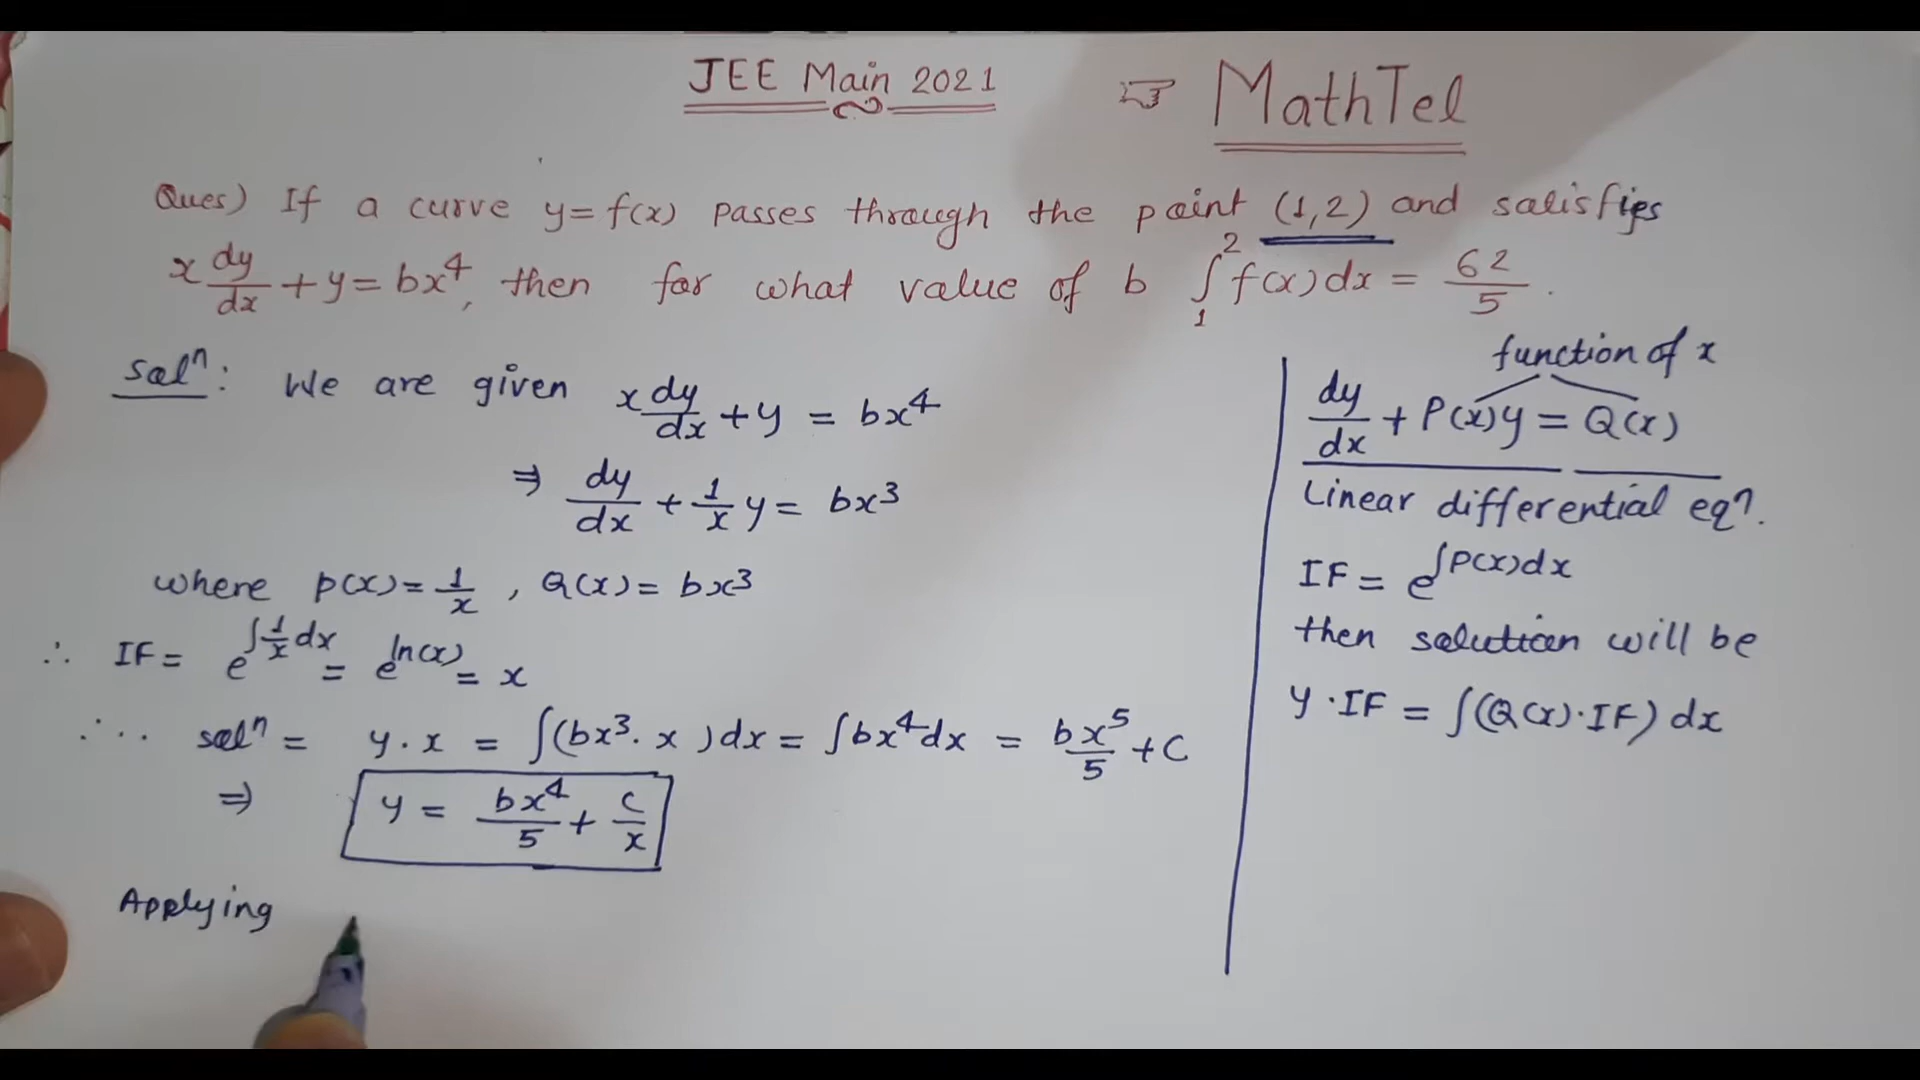 JEE Main 2021
☞ MathTel
Ques) If a curve y=f(x) passes through the point (1,2) and satisfies
x dy/dx + y = bx⁴, then for what value of b ∫₁² f(x)dx = 62/5 .
Solⁿ: We are given x dy/dx + y = bx⁴
⇒ dy/dx + 1/x y = bx³
where p(x) = 1/x , Q(x) = bx³
∴ IF = e^∫1/x dx = e^ln(x) = x
∴ solⁿ = y·x = ∫(bx³·x)dx = ∫bx⁴dx = bx⁵/5 + C
⇒ y = bx⁴/5 + c/x
Applying
function of x
dy/dx + P(x)y = Q(x)
Linear differential eqⁿ.
IF = e^∫P(x)dx
then solution will be
y·IF = ∫(Q(x)·IF)dx